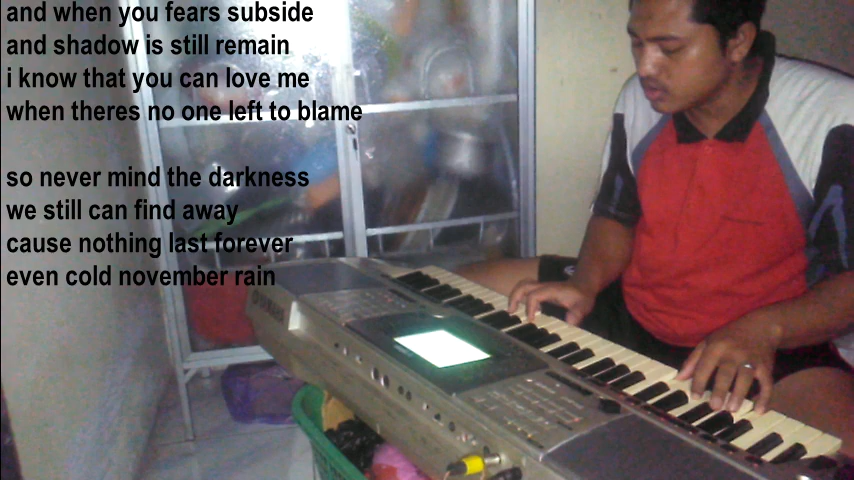 and when you fears subside
and shadow is still remain
i know that you can love me
when theres no one left to blame
so never mind the darkness
we still can find away
cause nothing last forever
even cold november rain
YAMAHA